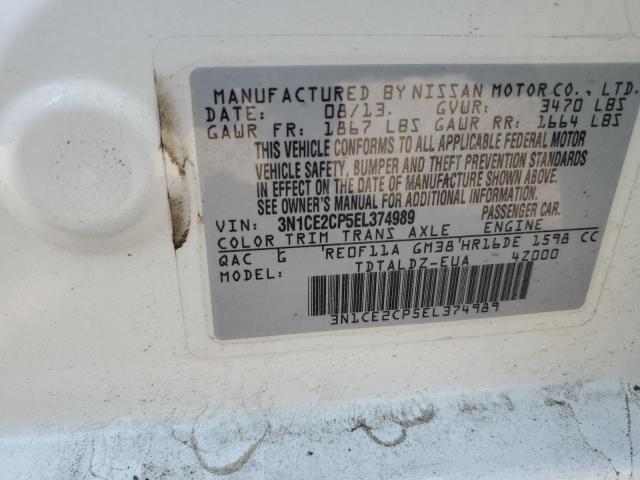 MANUFACTURED BY NISSAN MOTOR CO., LTD.
DATE: 08/13. GVWR: 3470 LBS
GAWR FR: 1867 LBS GAWR RR: 1664 LBS
THIS VEHICLE CONFORMS TO ALL APPLICABLE FEDERAL MOTOR
VEHICLE SAFETY, BUMPER AND THEFT PREVENTION STANDARDS
IN EFFECT ON THE DATE OF MANUFACTURE SHOWN ABOVE.
SEE OWNER'S MANUAL FOR ADDITIONAL
VIN: 3N1CE2CP5EL374989 PASSENGER CAR.
COLOR TRIM TRANS AXLE ENGINE
QAC G RE0F11A GM38 HR16DE 1598 CC
MODEL: TDTALDZ-EUA 4Z000
3N1CE2CP5EL374989